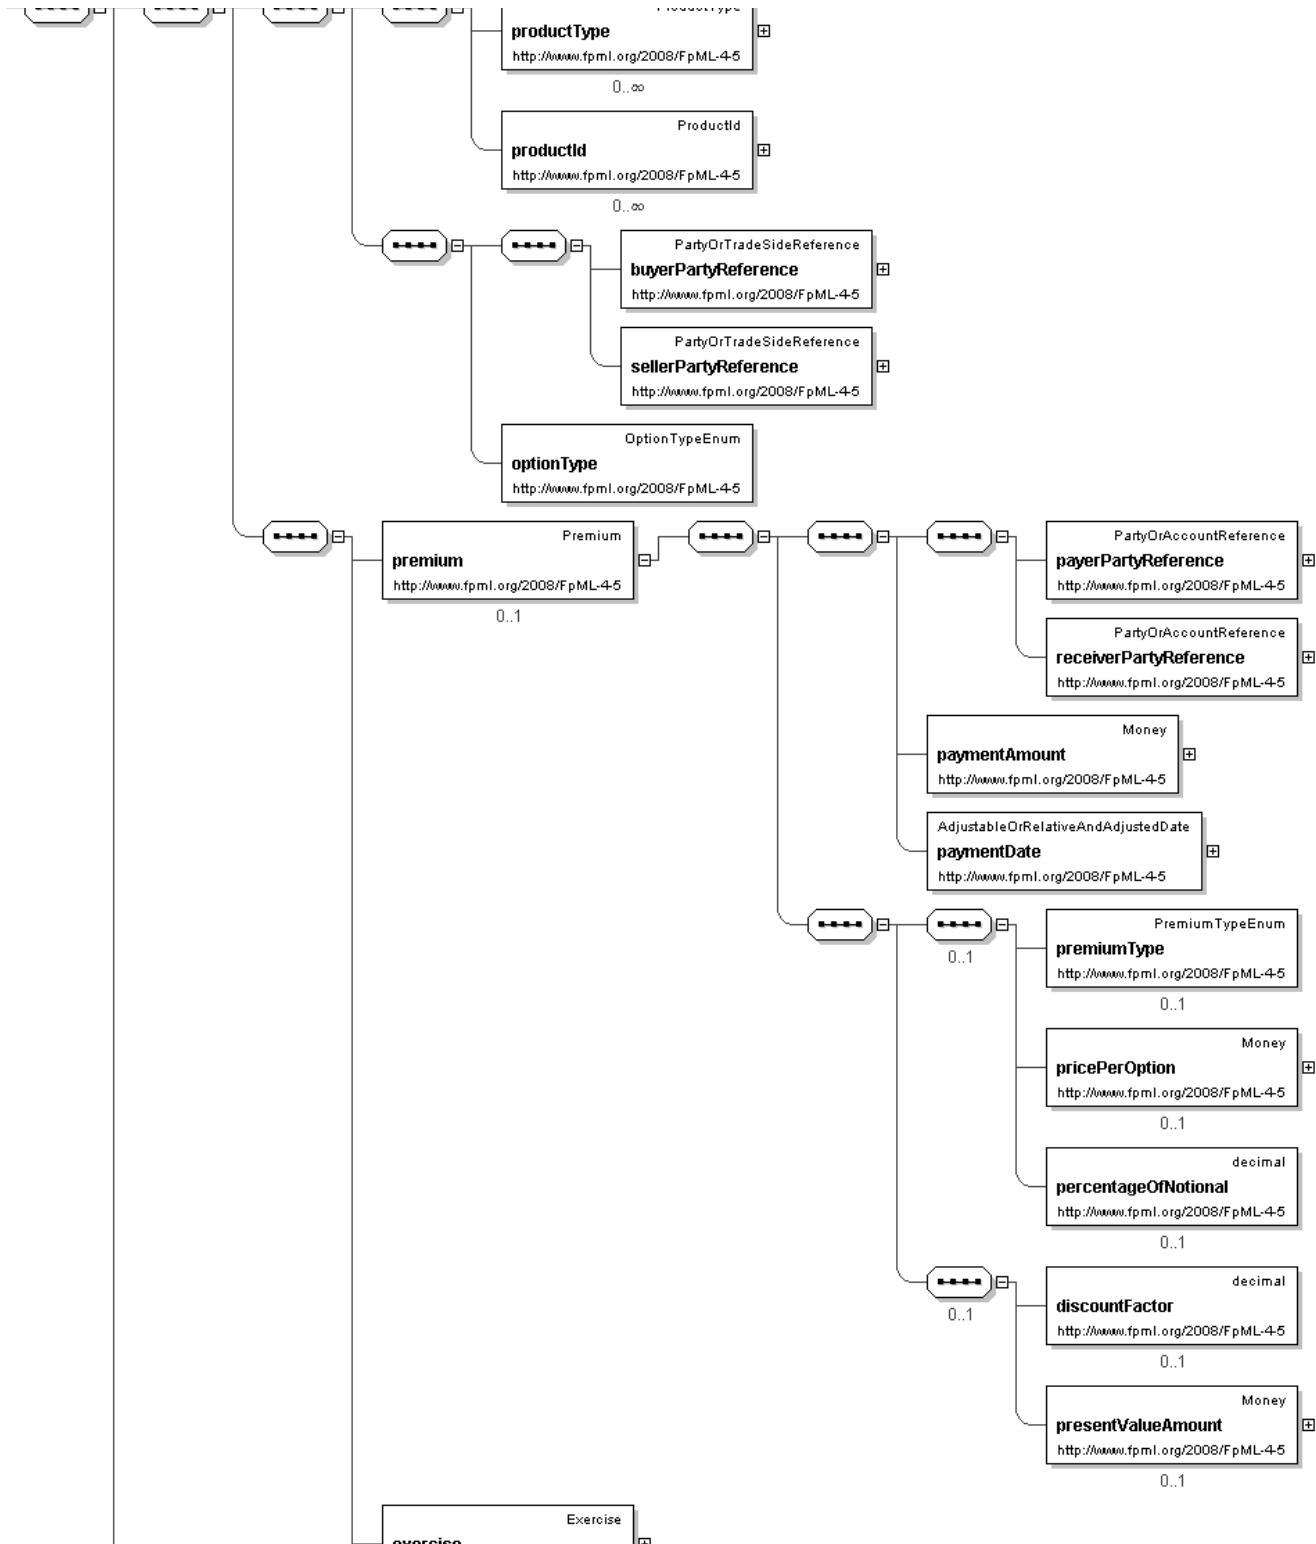 ProductType
productType
http://www.fpml.org/2008/FpML-4-5
0..∞
ProductId
productId
http://www.fpml.org/2008/FpML-4-5
0..∞
PartyOrTradeSideReference
buyerPartyReference
http://www.fpml.org/2008/FpML-4-5
PartyOrTradeSideReference
sellerPartyReference
http://www.fpml.org/2008/FpML-4-5
OptionTypeEnum
optionType
http://www.fpml.org/2008/FpML-4-5
Premium
premium
http://www.fpml.org/2008/FpML-4-5
0..1
PartyOrAccountReference
payerPartyReference
http://www.fpml.org/2008/FpML-4-5
PartyOrAccountReference
receiverPartyReference
http://www.fpml.org/2008/FpML-4-5
Money
paymentAmount
http://www.fpml.org/2008/FpML-4-5
AdjustableOrRelativeAndAdjustedDate
paymentDate
http://www.fpml.org/2008/FpML-4-5
0..1
PremiumTypeEnum
premiumType
http://www.fpml.org/2008/FpML-4-5
0..1
Money
pricePerOption
http://www.fpml.org/2008/FpML-4-5
0..1
decimal
percentageOfNotional
http://www.fpml.org/2008/FpML-4-5
0..1
0..1
decimal
discountFactor
http://www.fpml.org/2008/FpML-4-5
0..1
Money
presentValueAmount
http://www.fpml.org/2008/FpML-4-5
0..1
Exercise
exercise